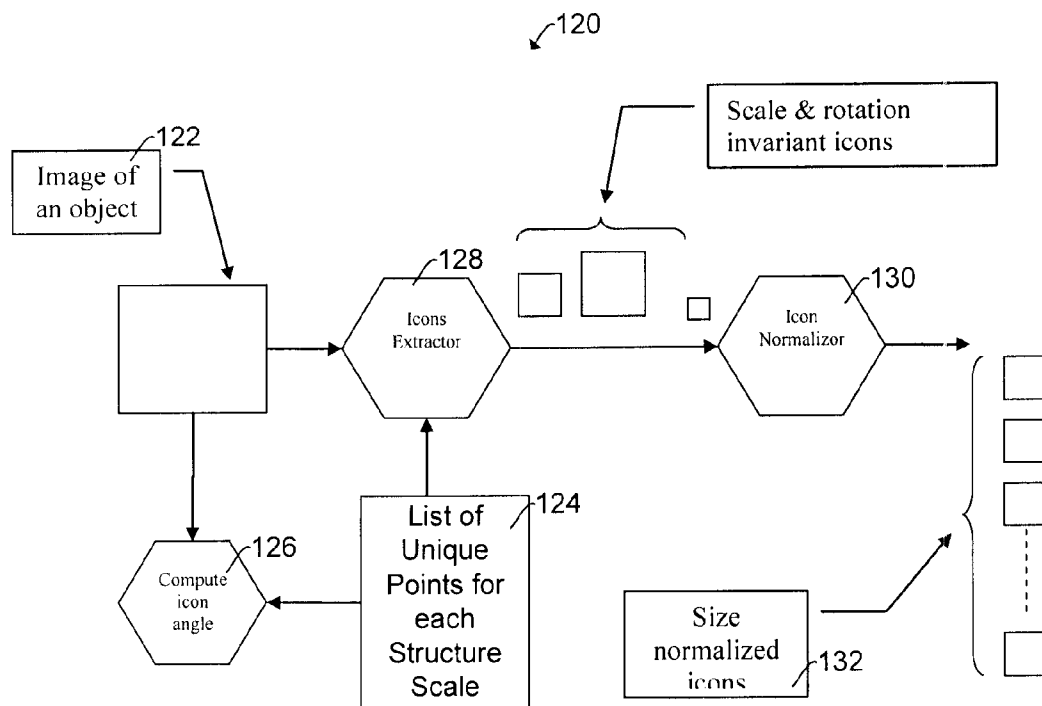 120
Scale & rotation
invariant icons
122
Image of
an object
128
Icons
Extractor
130
Icon
Normalizor
124
List of
Unique
Points for
each
Structure
Scale
126
Compute
icon
angle
Size
normalized
icons
132